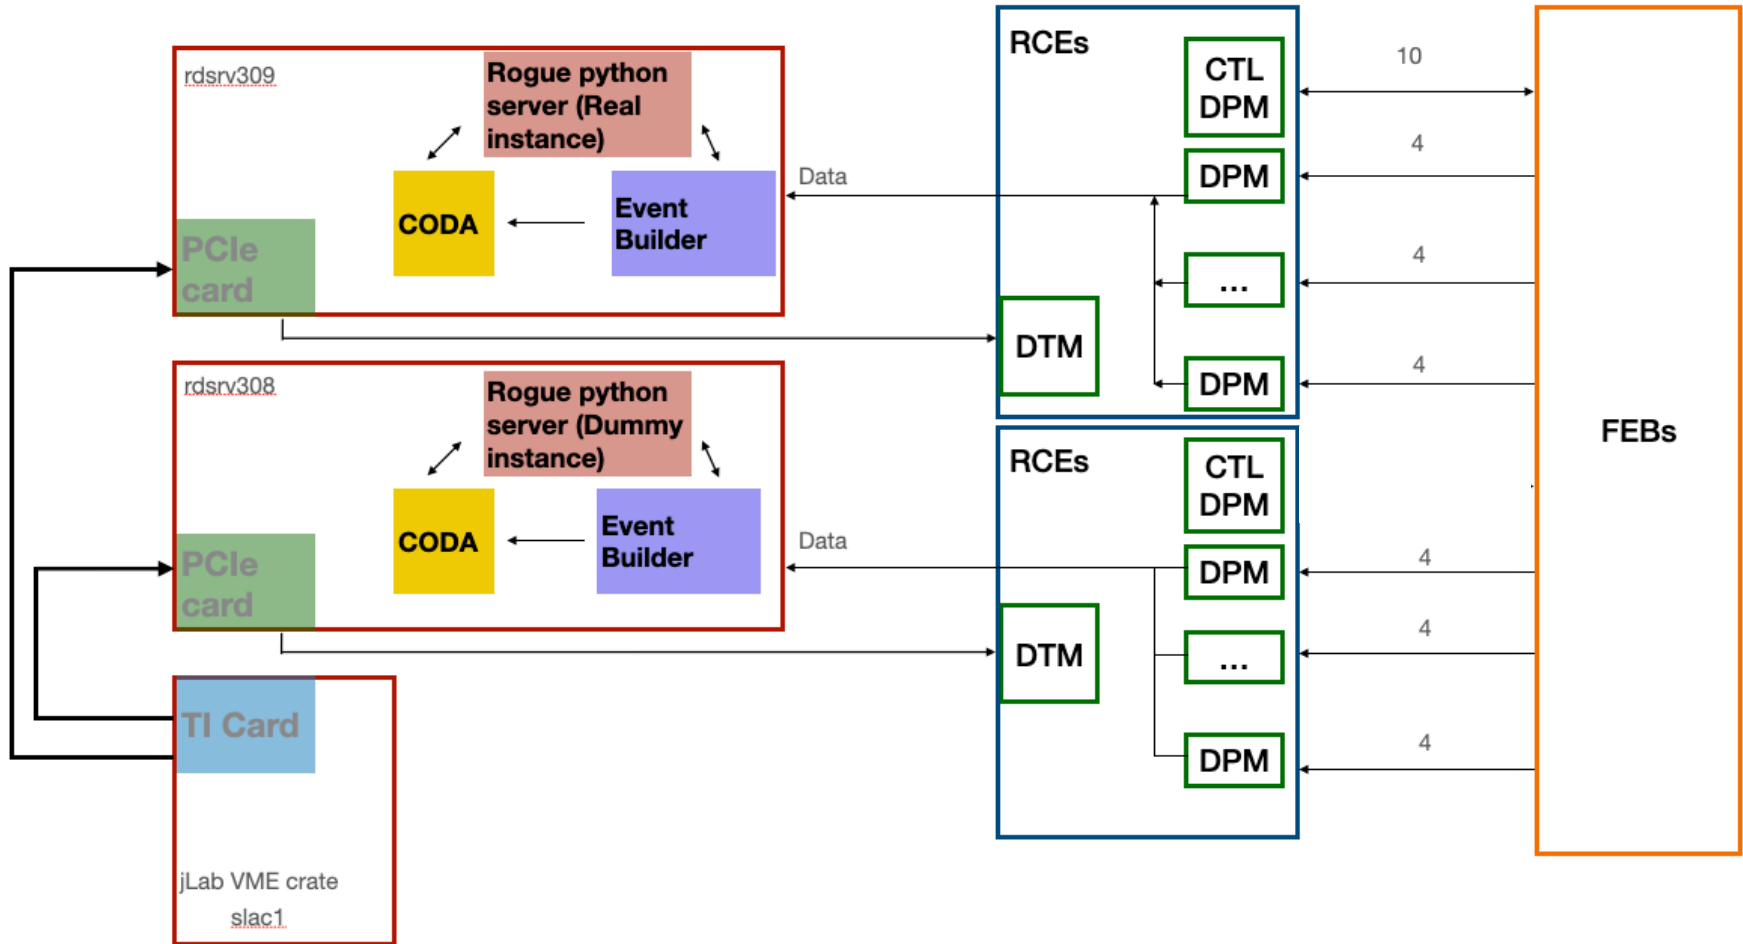 rdsrv309
Rogue python
server (Real
instance)
CODA
Event
Builder
PCIe
card
Data
RCEs
CTL
DPM
DPM
...
DPM
DTM
10
4
4
4
rdsrv308
Rogue python
server (Dummy
instance)
CODA
Event
Builder
PCIe
card
Data
RCEs
CTL
DPM
DPM
...
DPM
DTM
4
4
4
FEBs
TI Card
jLab VME crate
slac1